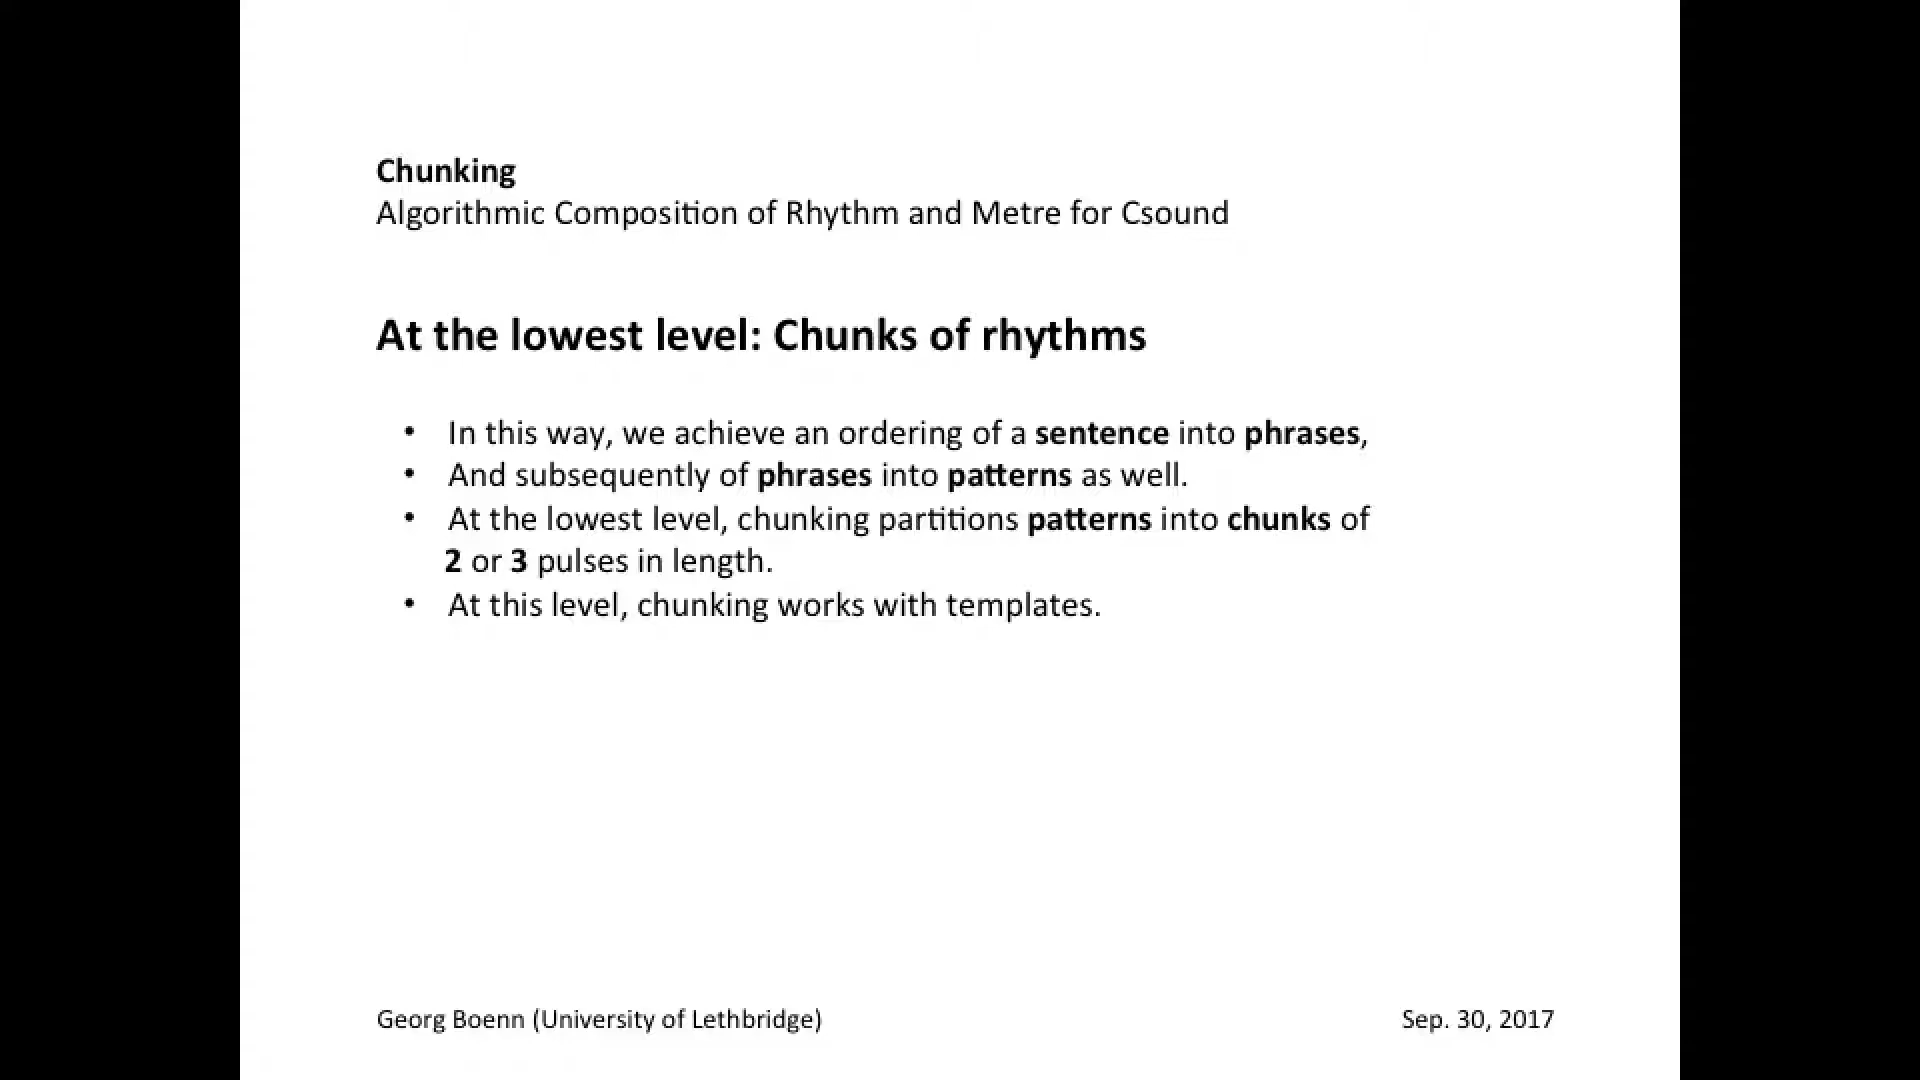 Chunking
Algorithmic Composition of Rhythm and Metre for Csound
At the lowest level: Chunks of rhythms
• In this way, we achieve an ordering of a sentence into phrases,
• And subsequently of phrases into patterns as well.
• At the lowest level, chunking partitions patterns into chunks of
2 or 3 pulses in length.
• At this level, chunking works with templates.
Georg Boenn (University of Lethbridge)
Sep. 30, 2017